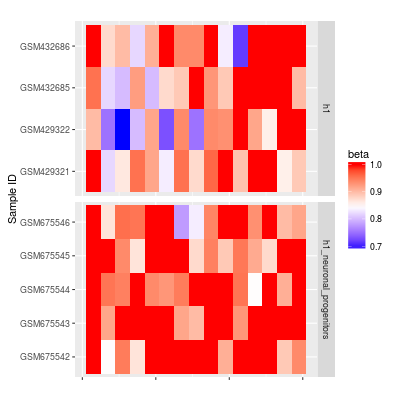 Sample ID
GSM432686
GSM432685
GSM429322
GSM429321
h1
GSM675546
GSM675545
GSM675544
GSM675543
GSM675542
h1_neuronal_progenitors
beta
1.0
0.9
0.8
0.7